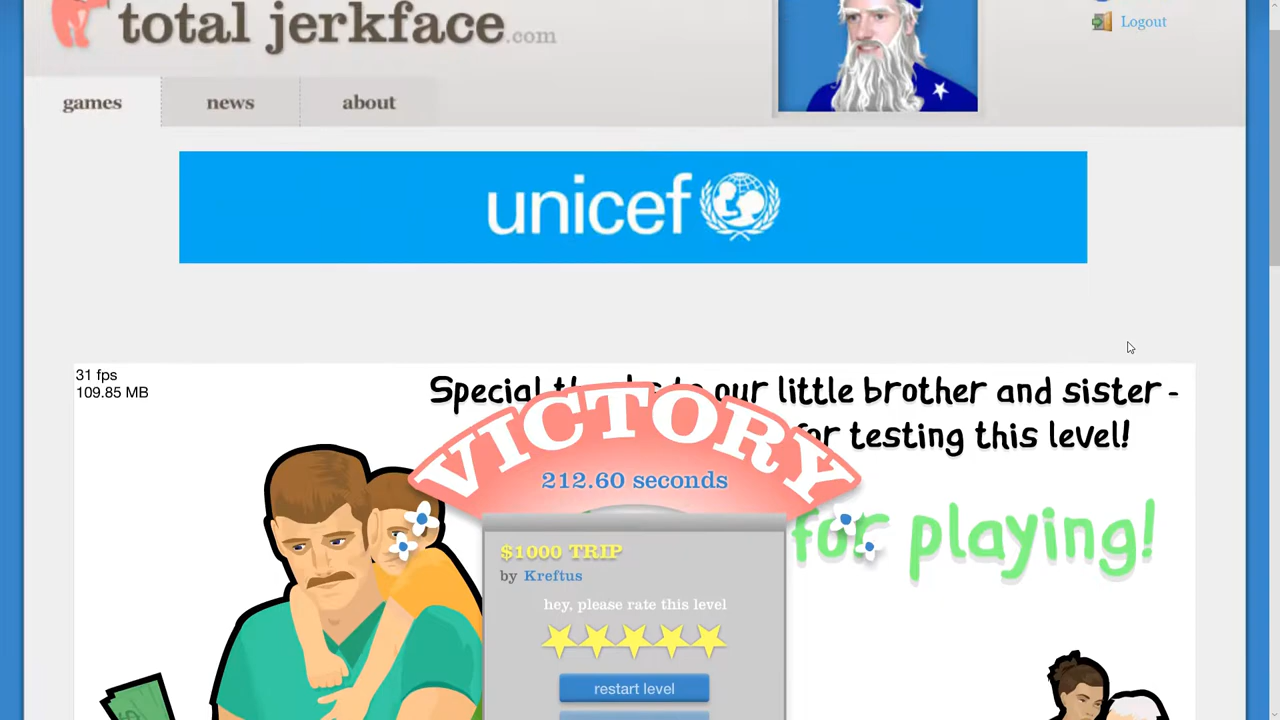 total jerkface.com
Logout
games
news
about
unicef
31 fps
109.85 MB
Special to our little brother and sister -
for testing this level!
VICTORY
212.60 seconds
for playing!
$1000 TRIP
by Kreftus
hey, please rate this level
restart level